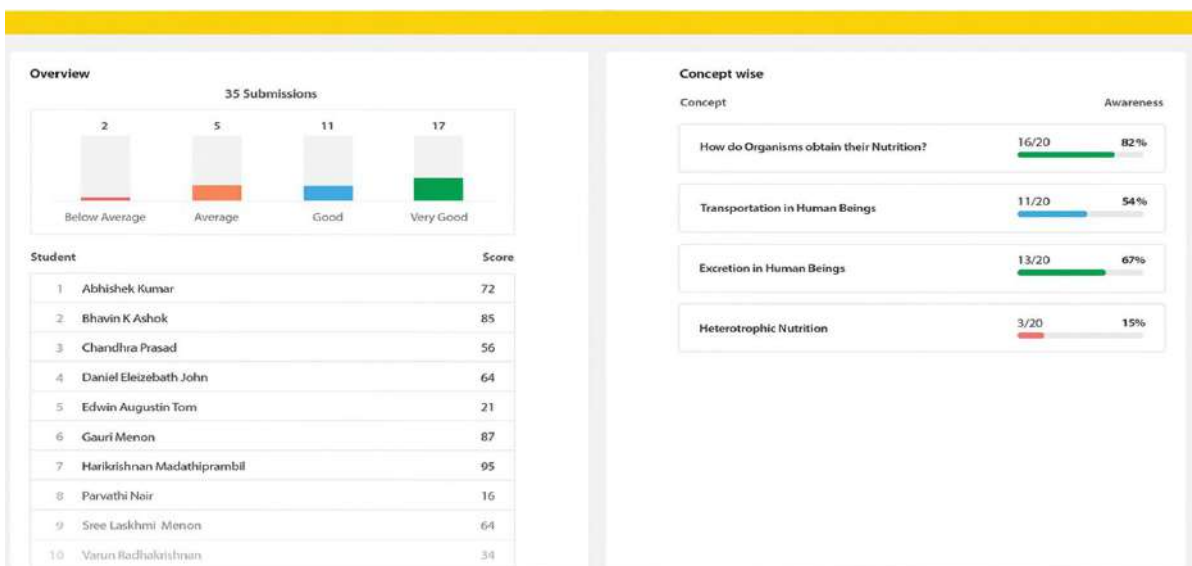 Overview
35 Submissions
2 5 11 17
Below Average Average Good Very Good
Student Score
1 Abhishek Kumar 72
2 Bhavin K Ashok 85
3 Chandhra Prasad 56
4 Daniel Eleizebath John 64
5 Edwin Augustin Tom 21
6 Gauri Menon 87
7 Harikrishnan Madathiprambil 95
8 Parvathi Nair 16
9 Sree Laskhmi Menon 64
10 Varun Radhakrishnan 34
Concept wise
Concept Awareness
How do Organisms obtain their Nutrition? 16/20 82%
Transportation in Human Beings 11/20 54%
Excretion in Human Beings 13/20 67%
Heterotrophic Nutrition 3/20 15%